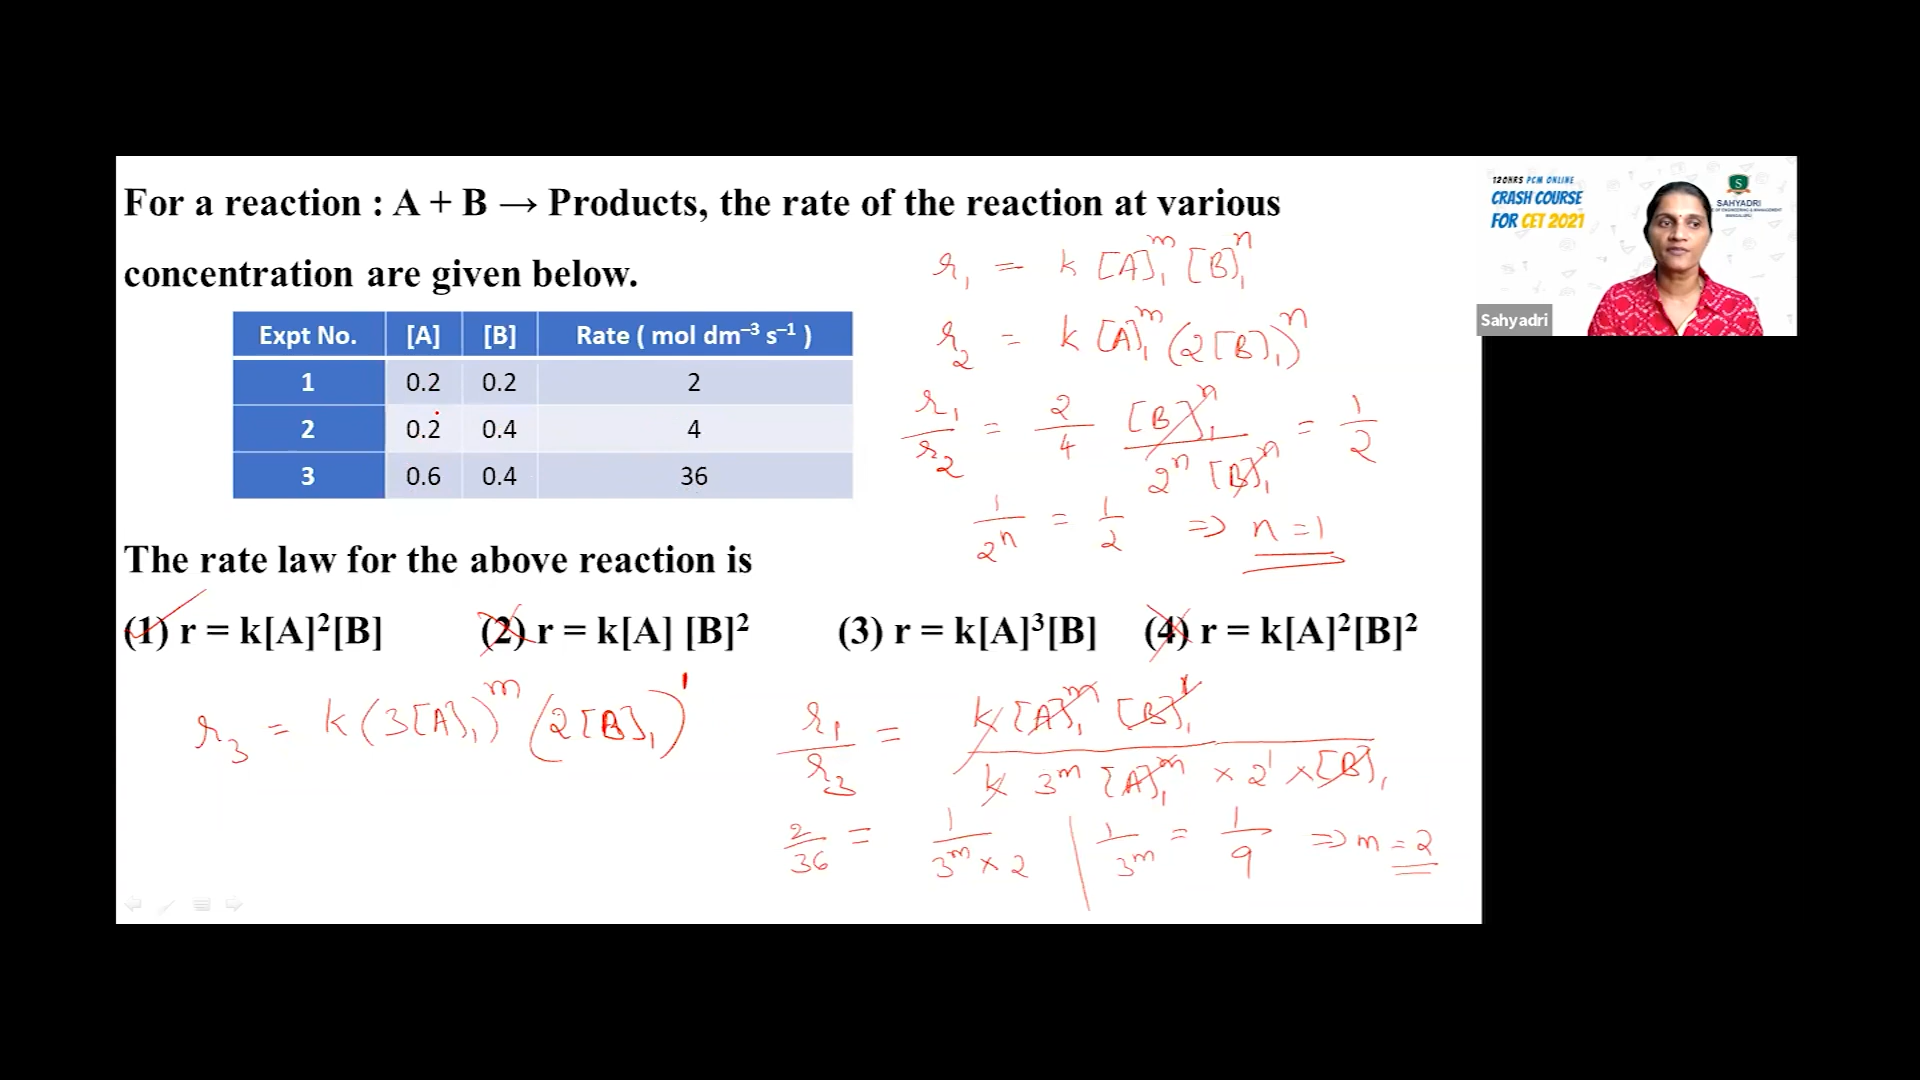 For a reaction : A + B → Products, the rate of the reaction at various
concentration are given below.
Expt No. [A] [B] Rate ( mol dm⁻³ s⁻¹ )
1 0.2 0.2 2
2 0.2 0.4 4
3 0.6 0.4 36
r₁ = k [A]₁ᵐ [B]₁ⁿ
r₂ = k [A]₁ᵐ (2[B]₁)ⁿ
r₁/r₂ = 2/4 [B]₁ⁿ / 2ⁿ [B]₁ⁿ = 1/2
1/2ⁿ = 1/2 ⇒ n = 1
The rate law for the above reaction is
(1) r = k[A]²[B] (2) r = k[A] [B]² (3) r = k[A]³[B] (4) r = k[A]²[B]²
r₃ = k (3[A]₁)ᵐ (2[B]₁)¹
r₁/r₃ = k [A]₁ᵐ [B]₁¹ / k 3ᵐ [A]₁ᵐ × 2¹ × [B]₁
2/36 = 1/3ᵐ × 2 | 1/3ᵐ = 1/9 ⇒ m = 2
120HRS PCM ONLINE
CRASH COURSE
FOR CET 2021
S
SAHYADRI
MANGALURU
Sahyadri